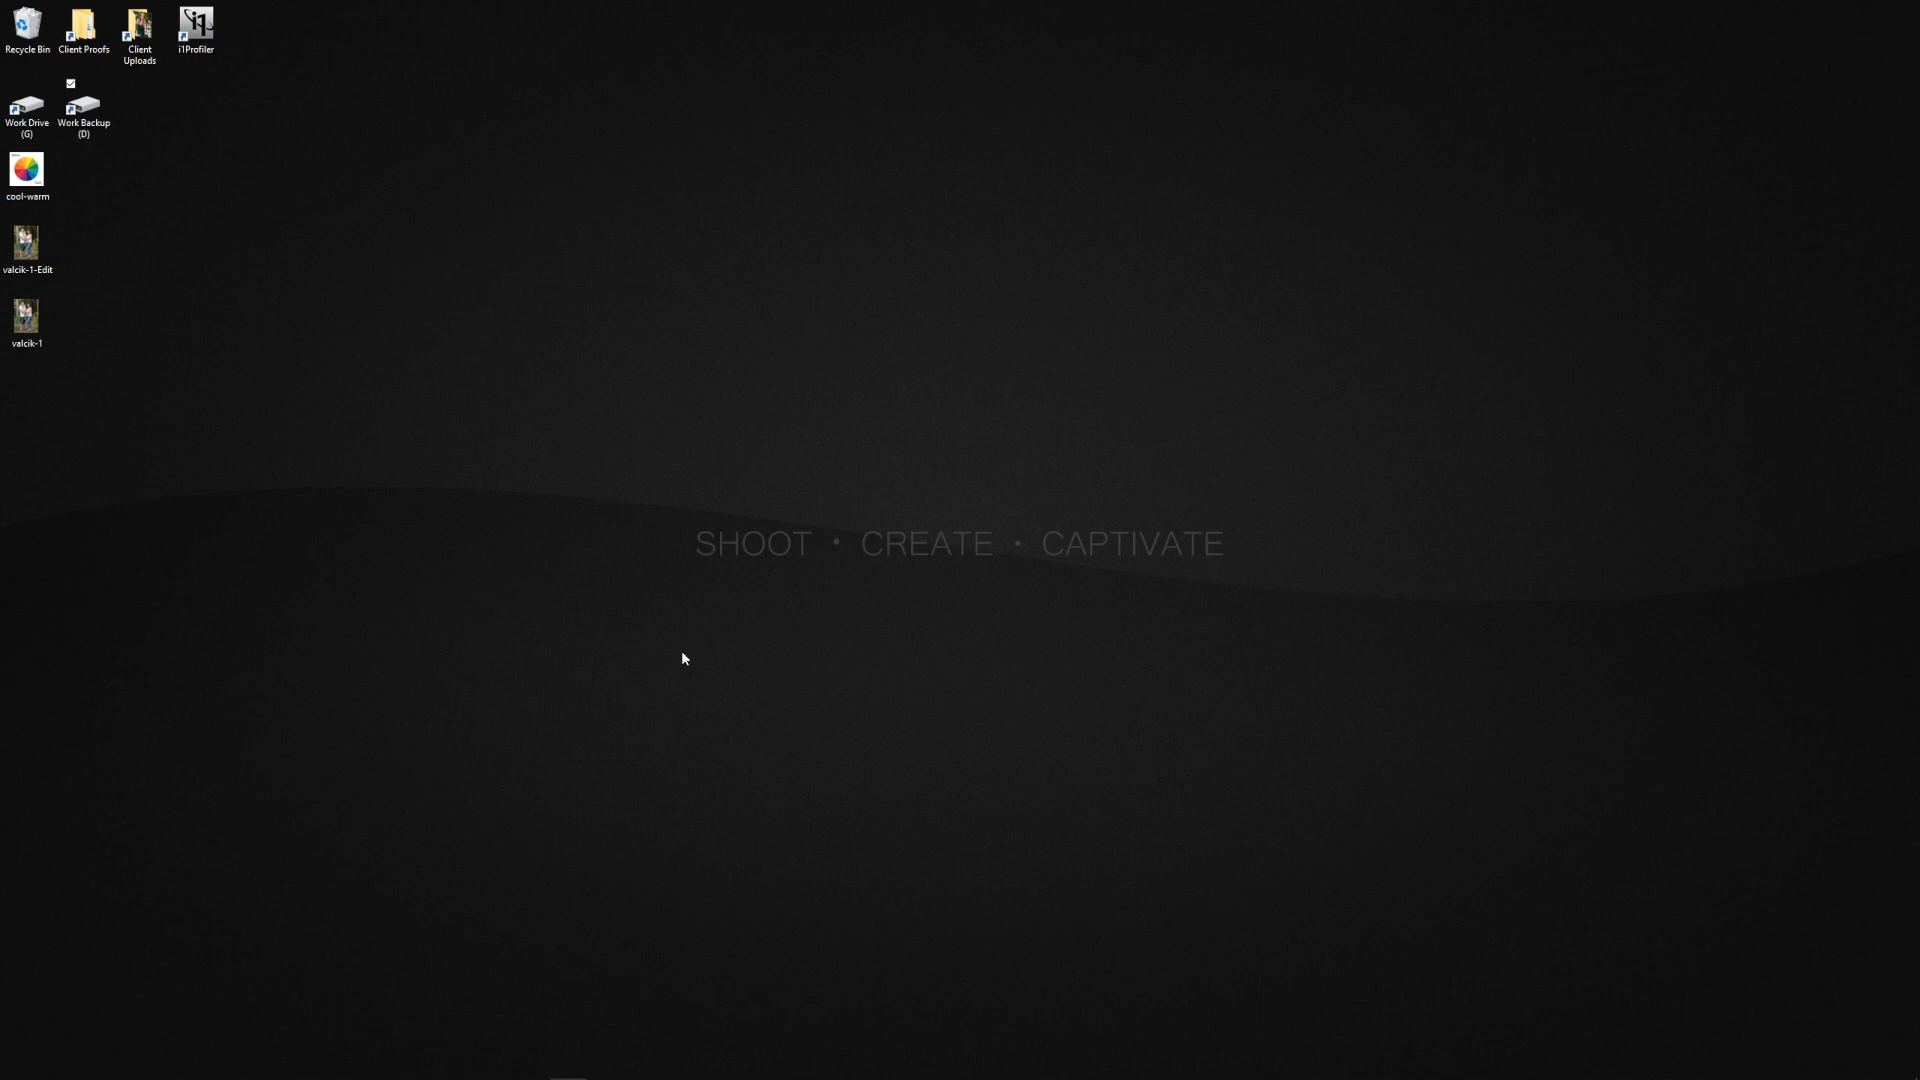 Recycle Bin
Client Proofs
Client
Uploads
i1Profiler
Work Drive
(G)
Work Backup
(D)
cool-warm
valcik-1-Edit
valcik-1
SHOOT • CREATE • CAPTIVATE